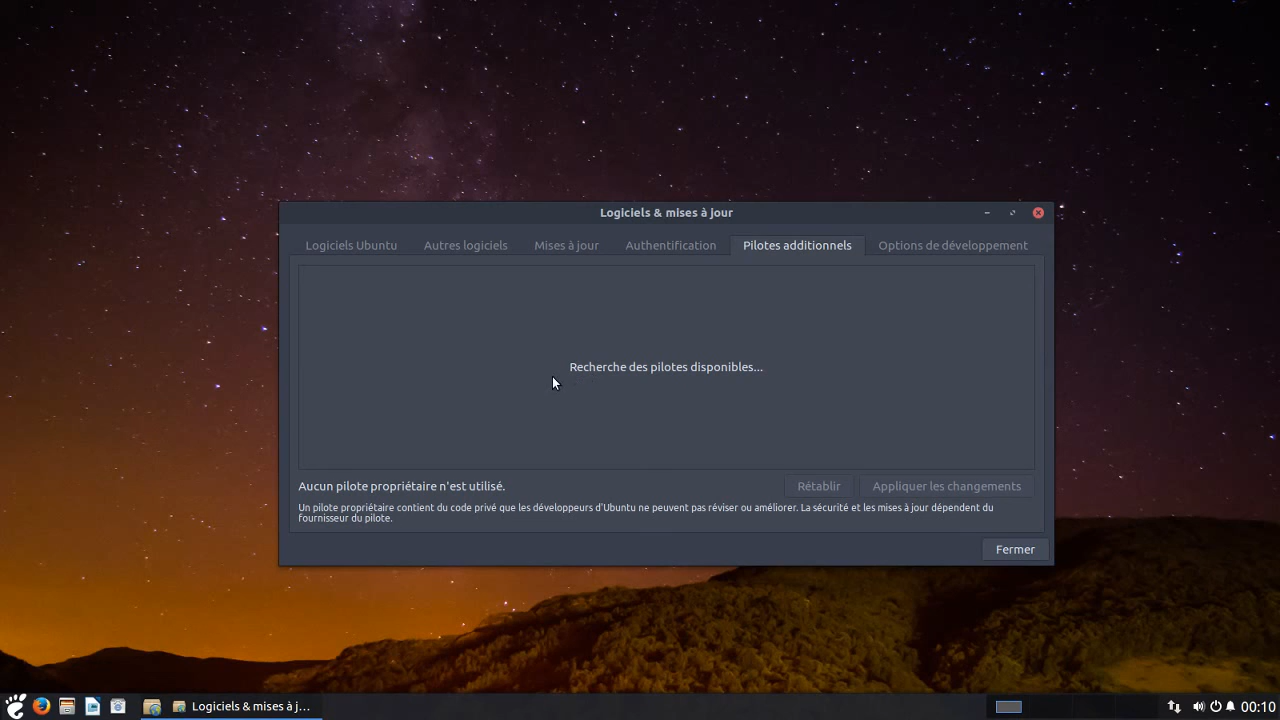 Logiciels & mises à jour
Logiciels Ubuntu
Autres logiciels
Mises à jour
Authentification
Pilotes additionnels
Options de développement
Recherche des pilotes disponibles...
Aucun pilote propriétaire n'est utilisé.
Rétablir
Appliquer les changements
Un pilote propriétaire contient du code privé que les développeurs d'Ubuntu ne peuvent pas réviser ou améliorer. La sécurité et les mises à jour dépendent du
fournisseur du pilote.
Fermer
Logiciels & mises à j...
00:10